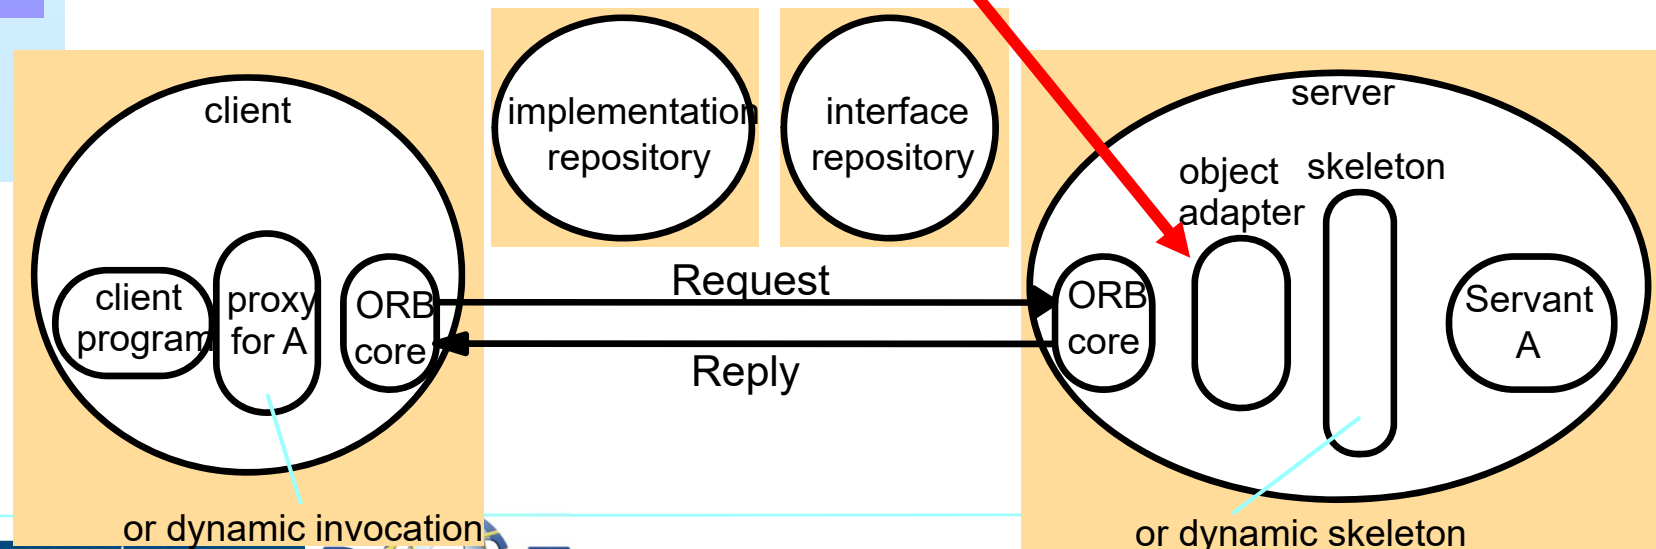 client
implementation
repository
interface
repository
server
object
adapter
skeleton
client
program
proxy
for A
ORB
core
Request
Reply
ORB
core
Servant
A
or dynamic invocation
or dynamic skeleton